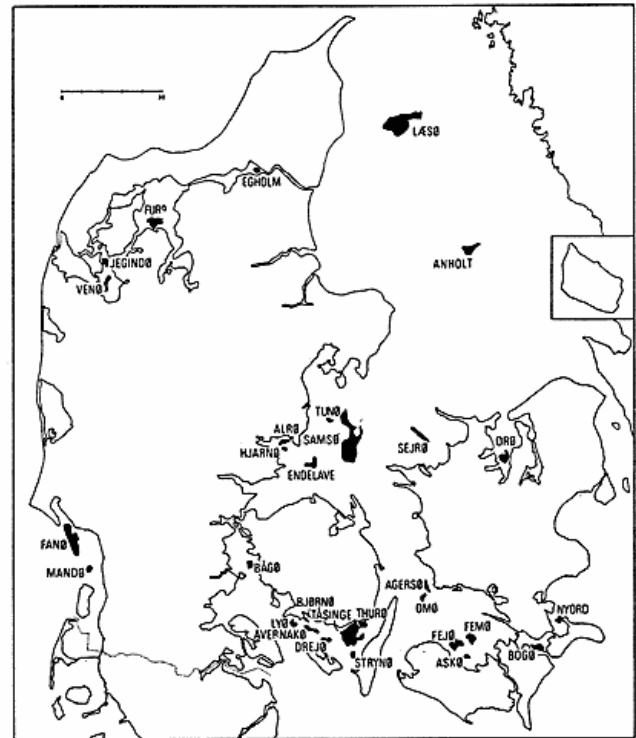 LÆSØ
EGHOLM
FUR
ANHOLT
JEGINDØ
VENØ
TUNØ
ALRØ
SAMSØ
SEJRØ
ORØ
HJARNØ
ENDELAVE
FANØ
BÅGØ
MANDØ
AGERSØ
BJØRNØ
OMØ
NYORD
TÅSINGE
THURØ
LYØ
FEMØ
AVERNAKØ
FEJØ
DREJØ
BOGØ
ASKØ
STRYNØ